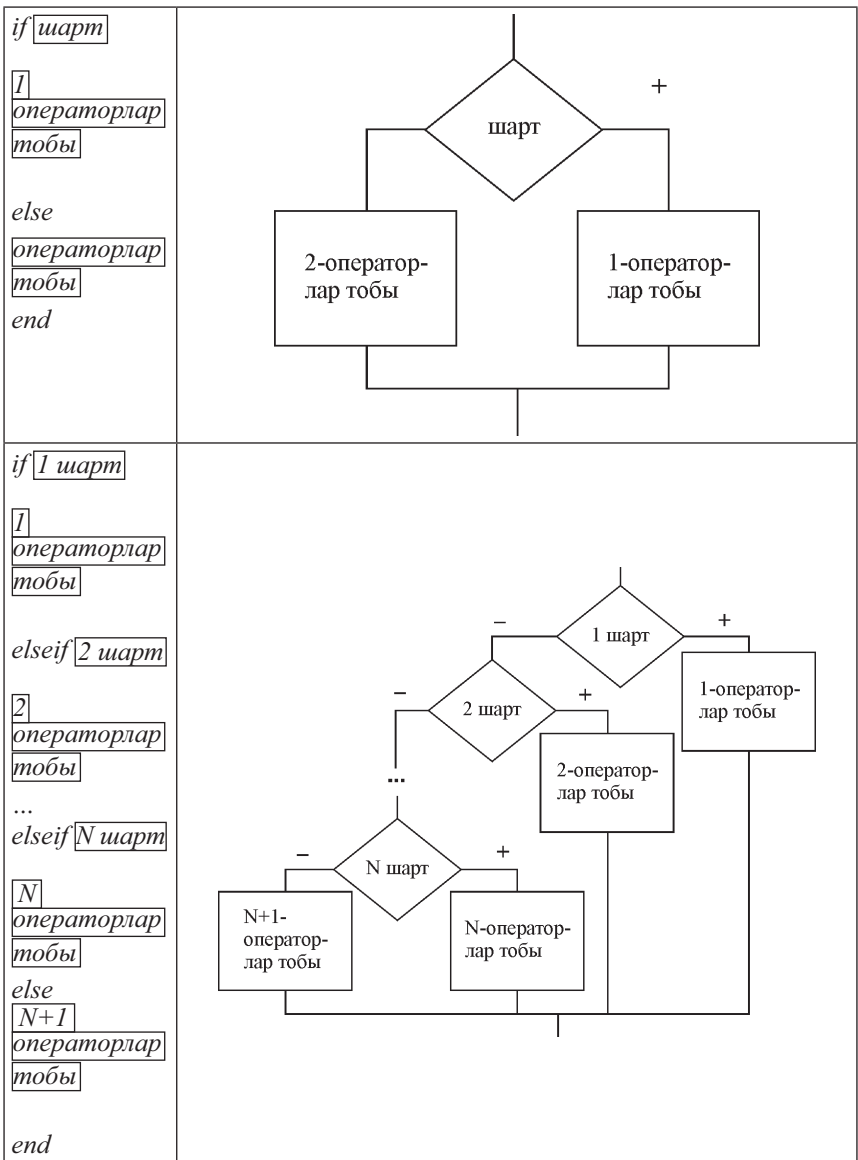 if шарт
1
операторлар
тобы
else
операторлар
тобы
end
+
шарт
2-оператор-
лар тобы
1-оператор-
лар тобы
if 1 шарт
1
операторлар
тобы
elseif 2 шарт
2
операторлар
тобы
...
elseif N шарт
N
операторлар
тобы
else
N+1
операторлар
тобы
end
–
1 шарт
+
1-оператор-
лар тобы
–
2 шарт
+
2-оператор-
лар тобы
...
–
N шарт
+
N+1-
оператор-
лар тобы
N-оператор-
лар тобы